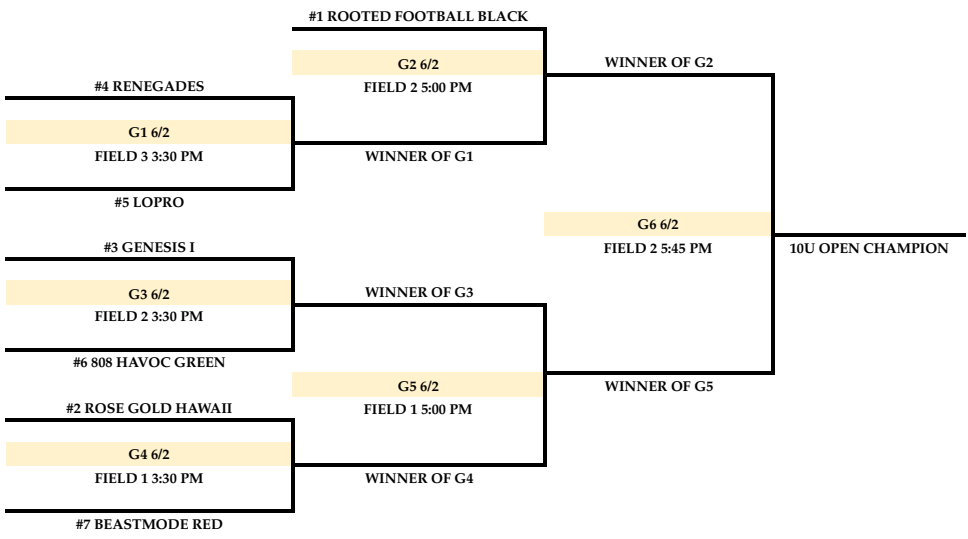 #1 ROOTED FOOTBALL BLACK
G2 6/2
FIELD 2 5:00 PM
WINNER OF G2
#4 RENEGADES
G1 6/2
FIELD 3 3:30 PM
WINNER OF G1
#5 LOPRO
G6 6/2
FIELD 2 5:45 PM
10U OPEN CHAMPION
#3 GENESIS I
G3 6/2
FIELD 2 3:30 PM
WINNER OF G3
#6 808 HAVOC GREEN
G5 6/2
FIELD 1 5:00 PM
WINNER OF G5
#2 ROSE GOLD HAWAII
G4 6/2
FIELD 1 3:30 PM
WINNER OF G4
#7 BEASTMODE RED